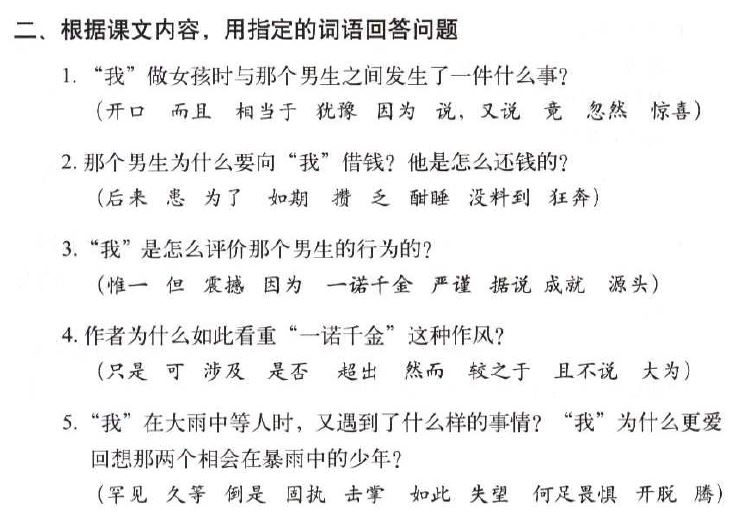 二、根据课文内容，用指定的词语回答问题
1. “我”做女孩时与那个男生之间发生了一件什么事？
（开口 而且 相当于 犹豫 因为 说，又说 竟 忽然 惊喜）
2. 那个男生为什么要向“我”借钱？他是怎么还钱的？
（后来 患 为了 如期 攒 乏 酣睡 没料到 狂奔）
3. “我”是怎么评价那个男生的行为的？
（惟一 但 震撼 因为 一诺千金 严谨 据说 成就 源头）
4. 作者为什么如此看重“一诺千金”这种作风？
（只是 可 涉及 是否 超出 然而 较之于 且不说 大为）
5. “我”在大雨中等人时，又遇到了什么样的事情？“我”为什么更爱
回想那两个相会在暴雨中的少年？
（罕见 久等 倒是 固执 击掌 如此 失望 何足畏惧 开脱 腾）